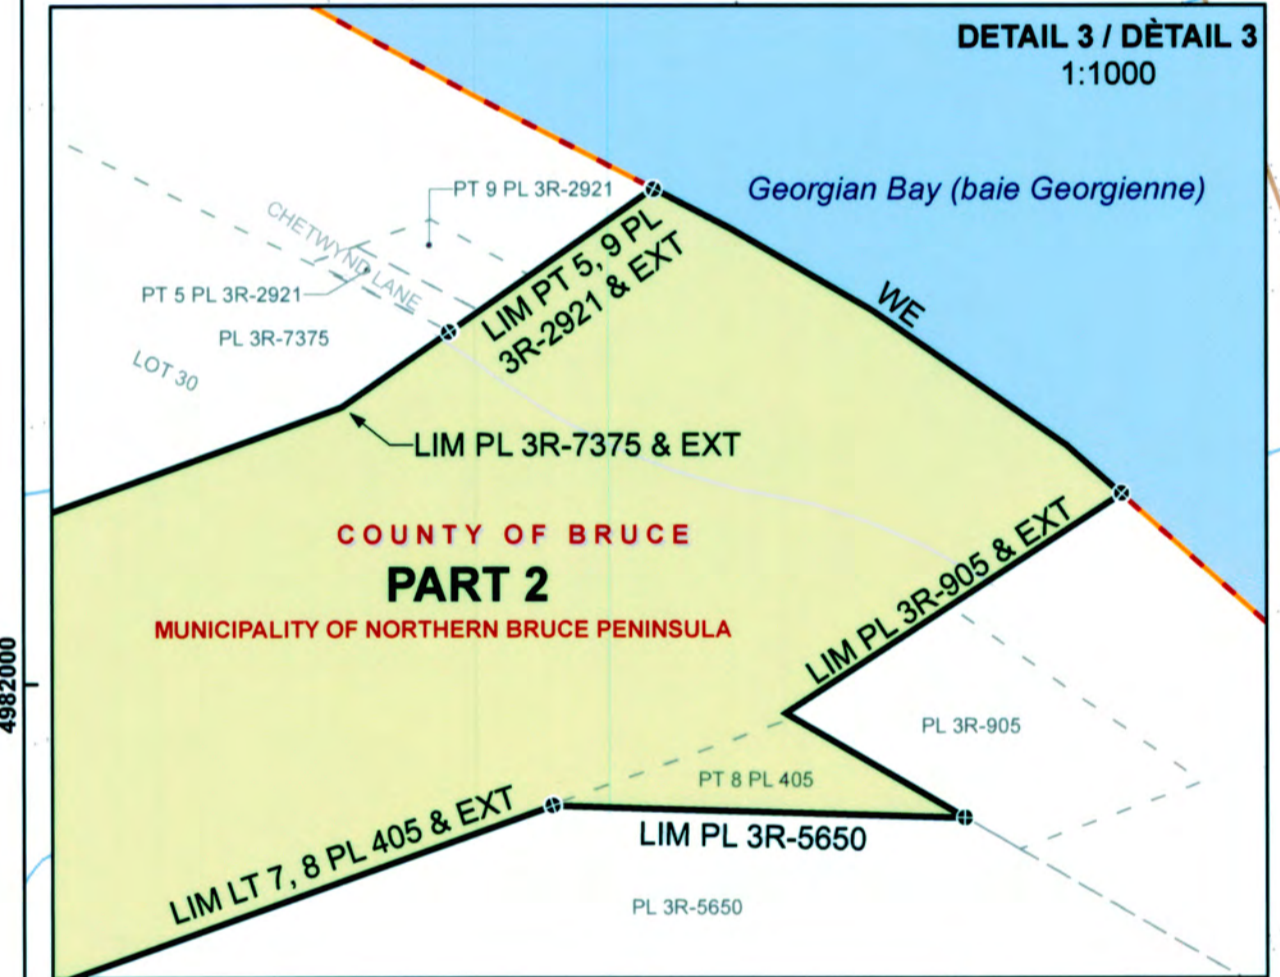 DETAIL 3 / DÈTAIL 3
1:1000
Georgian Bay (baie Georgienne)
PT 9 PL 3R-2921
CHETWYND LANE
PT 5 PL 3R-2921
PL 3R-7375
LOT 30
LIM PT 5, 9 PL
3R-2921 & EXT
WE
LIM PL 3R-7375 & EXT
COUNTY OF BRUCE
PART 2
MUNICIPALITY OF NORTHERN BRUCE PENINSULA
LIM PL 3R-905 & EXT
4982000
PL 3R-905
PT 8 PL 405
LIM LT 7, 8 PL 405 & EXT
LIM PL 3R-5650
PL 3R-5650